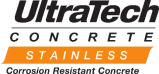 UltraTech
CONCRETE
STAINLESS
Corrosion Resistant Concrete